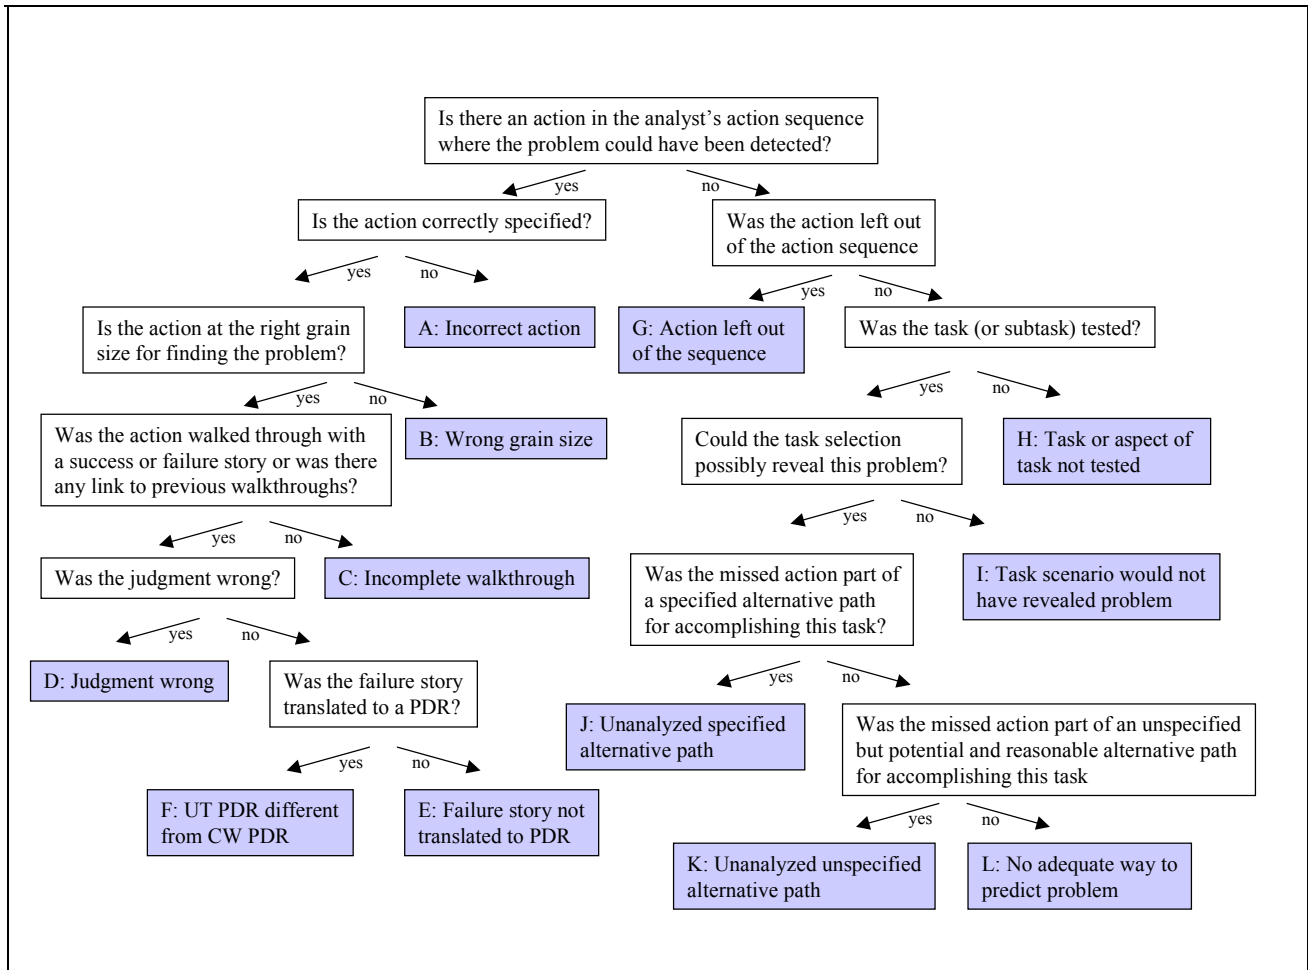 Is there an action in the analyst's action sequence
where the problem could have been detected?
yes
no
Is the action correctly specified?
Was the action left out
of the action sequence
yes
no
yes
no
Is the action at the right grain
size for finding the problem?
A: Incorrect action
G: Action left out
of the sequence
Was the task (or subtask) tested?
yes
no
yes
no
Was the action walked through with
a success or failure story or was there
any link to previous walkthroughs?
B: Wrong grain size
Could the task selection
possibly reveal this problem?
H: Task or aspect of
task not tested
yes
no
yes
no
Was the judgment wrong?
C: Incomplete walkthrough
Was the missed action part of
a specified alternative path
for accomplishing this task?
I: Task scenario would not
have revealed problem
yes
no
yes
no
D: Judgment wrong
Was the failure story
translated to a PDR?
J: Unanalyzed specified
alternative path
Was the missed action part of an unspecified
but potential and reasonable alternative path
for accomplishing this task
yes
no
yes
no
F: UT PDR different
from CW PDR
E: Failure story not
translated to PDR
K: Unanalyzed unspecified
alternative path
L: No adequate way to
predict problem